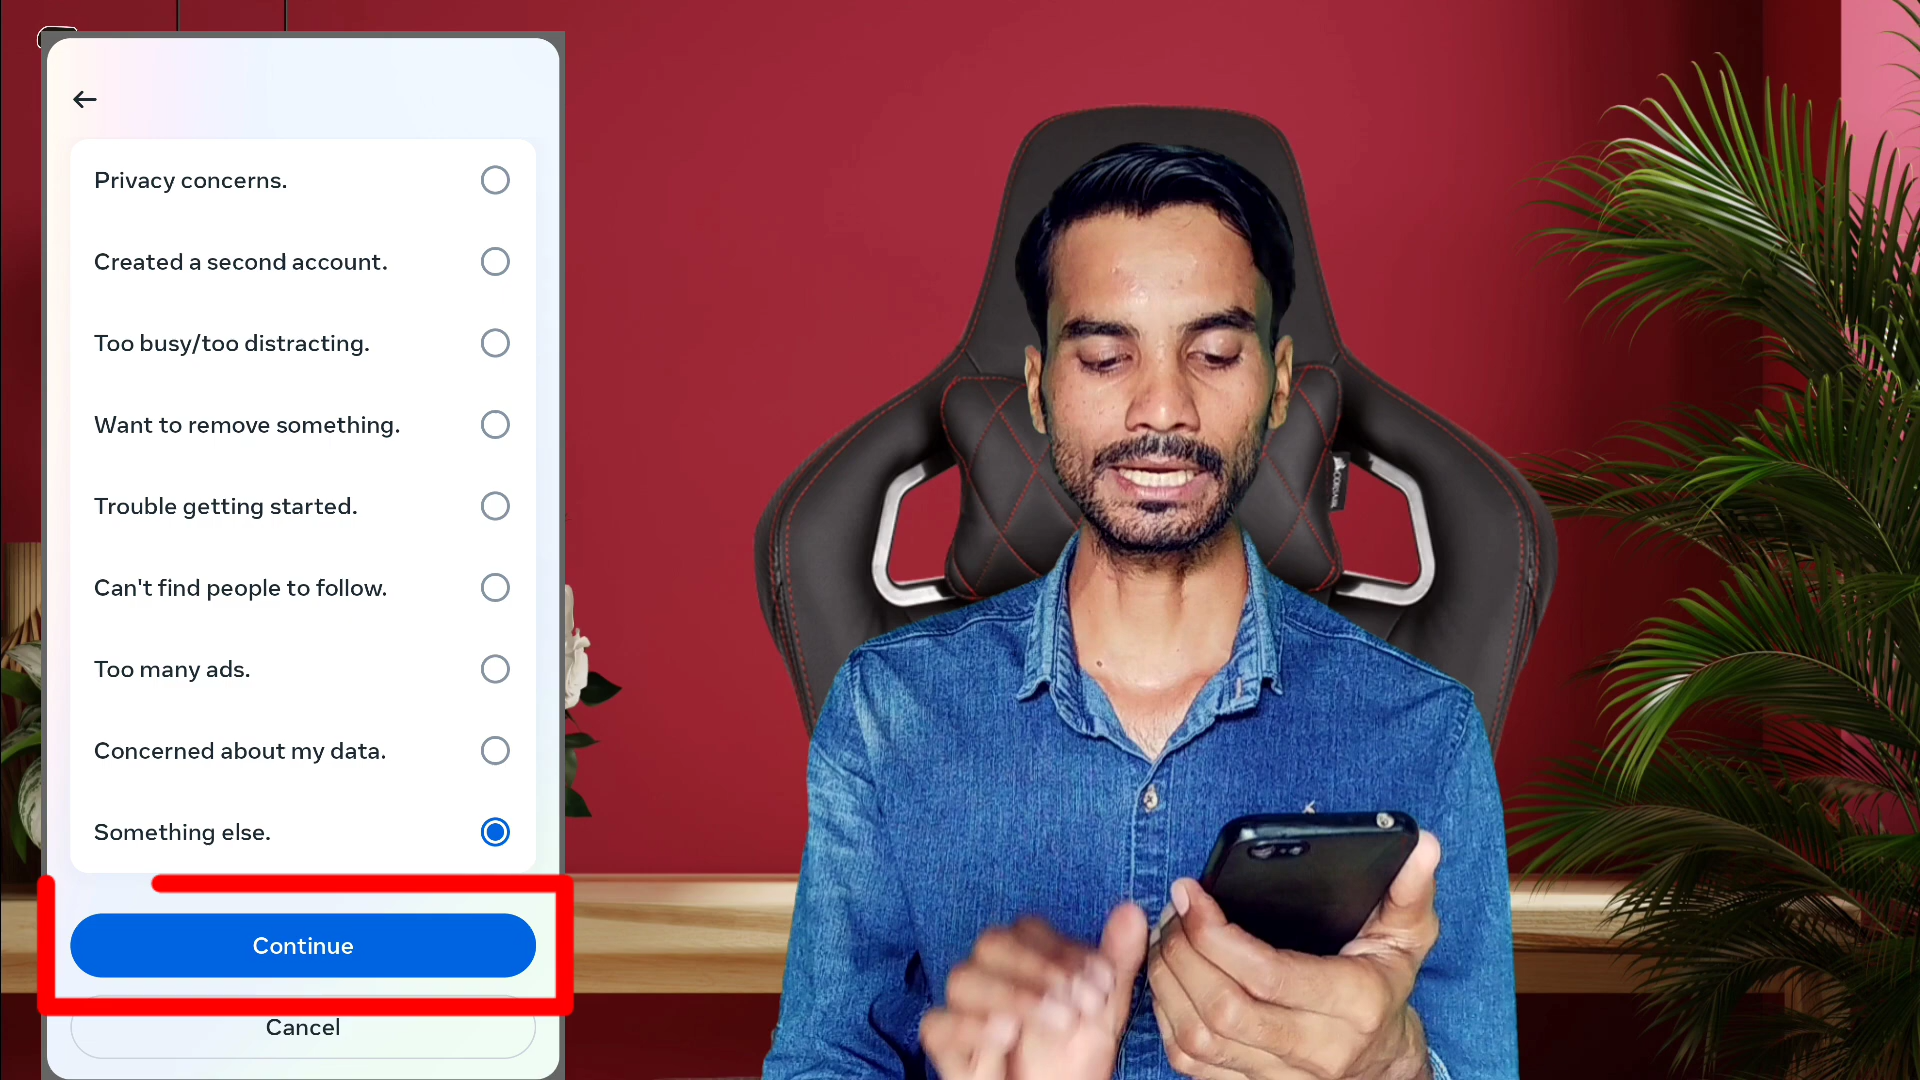 Privacy concerns.
Created a second account.
Too busy/too distracting.
Want to remove something.
Trouble getting started.
Can't find people to follow.
Too many ads.
Concerned about my data.
Something else.
Continue
Cancel
CORSAIR